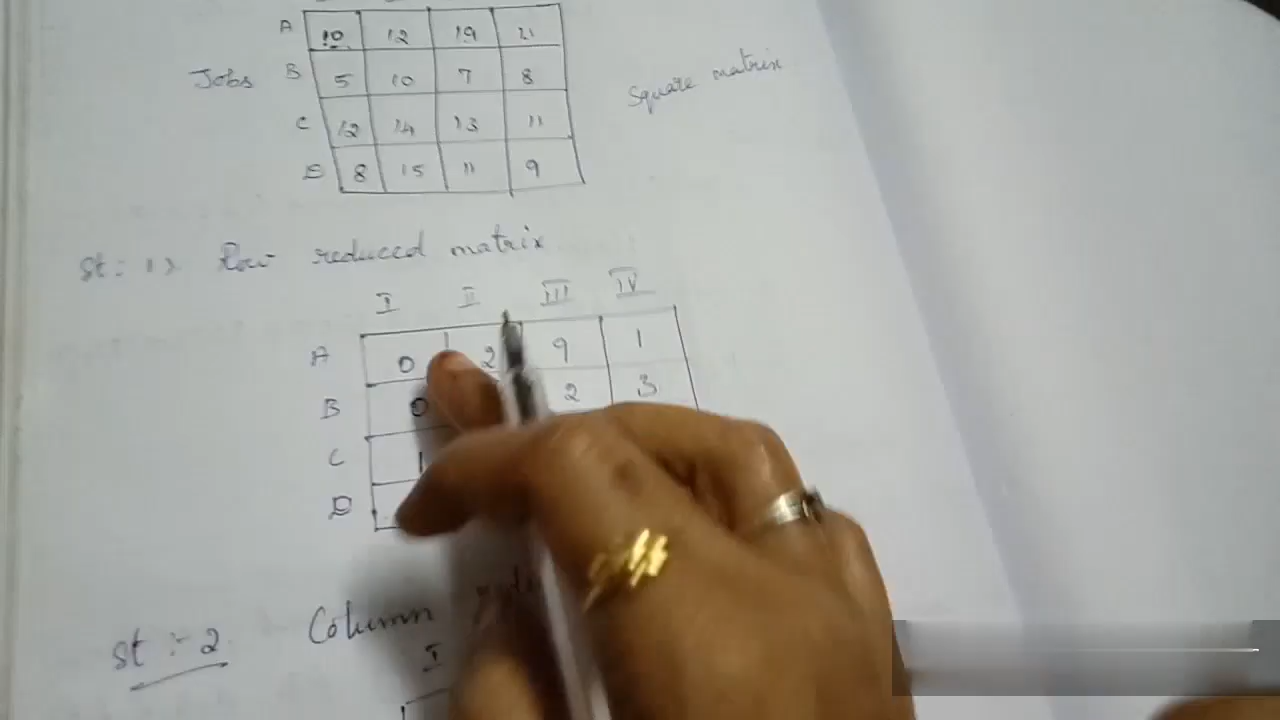 A 10 12 19 21
Jobs B 5 10 7 8
Square matrix
C 12 14 13 11
D 8 15 11 9
St: 1) Row reduced matrix
I II III IV
A 0 2 9 1
B 0 2 3
C 1
D
St :- 2 Column
I